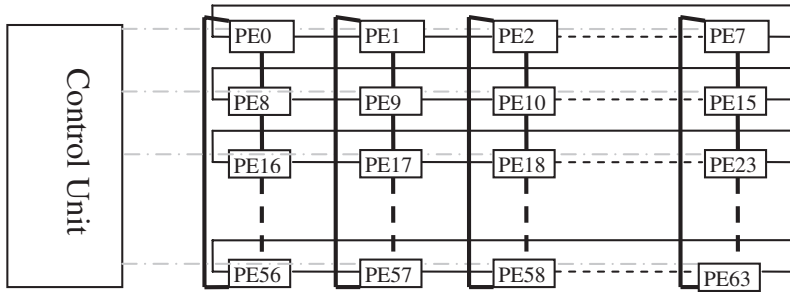 Control Unit
PE0 PE1 PE2 PE7
PE8 PE9 PE10 PE15
PE16 PE17 PE18 PE23
PE56 PE57 PE58 PE63